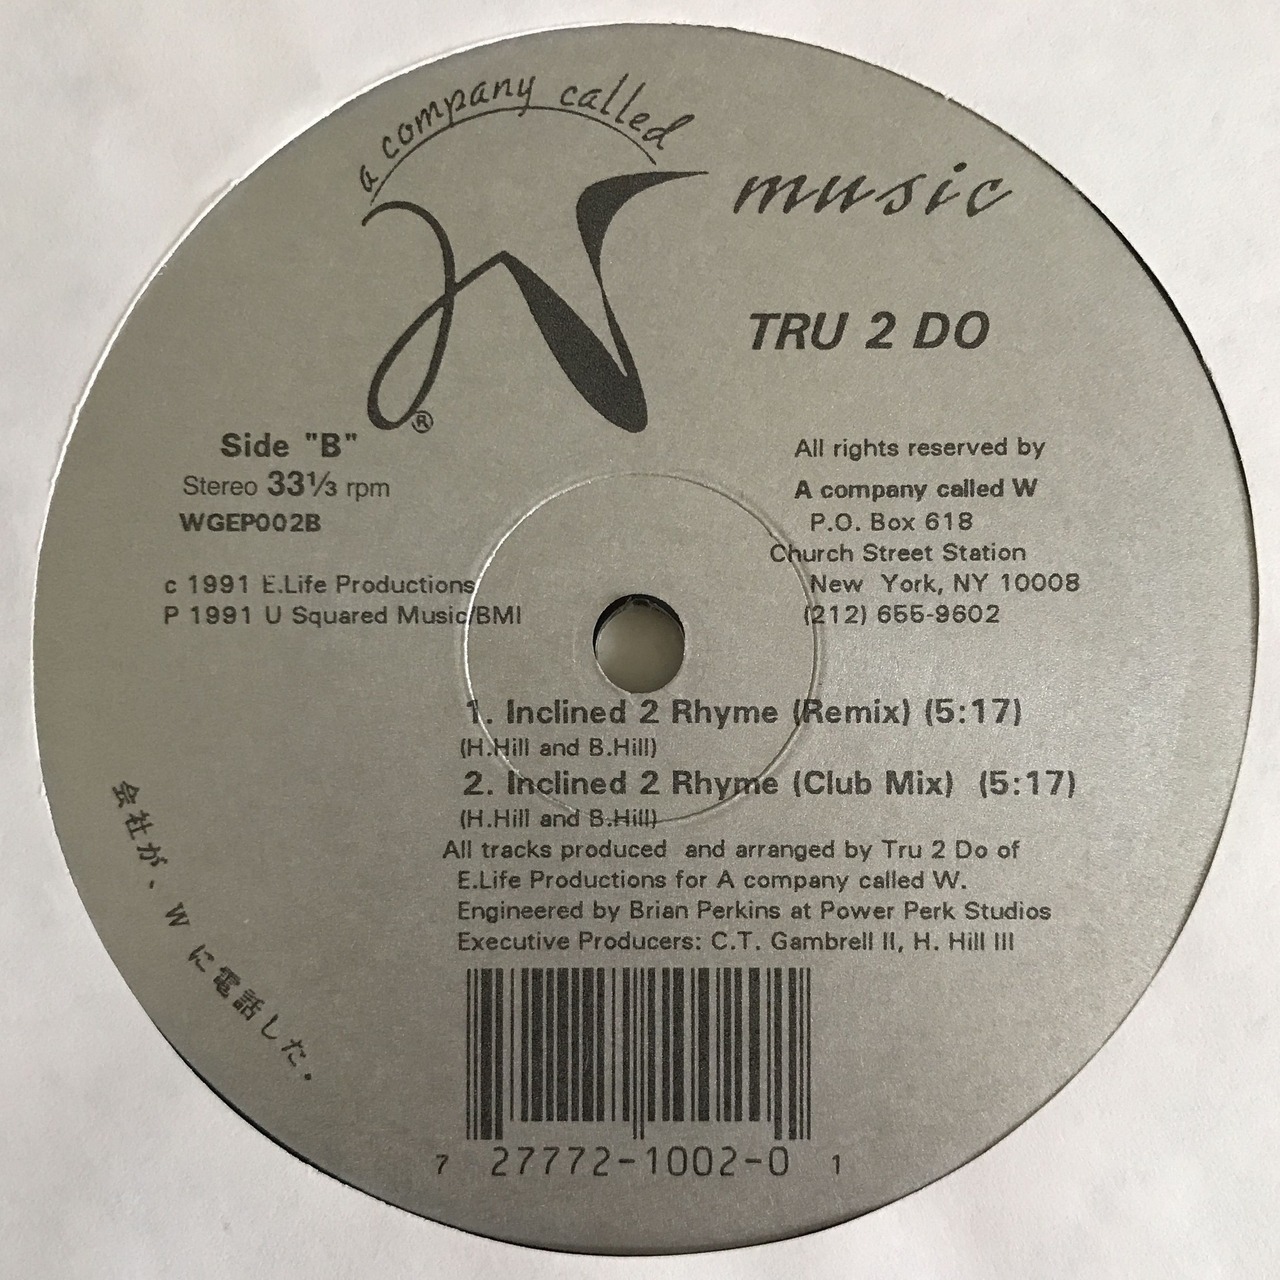 a company called
W music
®
TRU 2 DO
Side "B"
Stereo 33⅓ rpm
WGEP002B
c 1991 E.Life Productions
P 1991 U Squared Music/BMI
All rights reserved by
A company called W
P.O. Box 618
Church Street Station
New York, NY 10008
(212) 655-9602
1. Inclined 2 Rhyme (Remix) (5:17)
(H.Hill and B.Hill)
2. Inclined 2 Rhyme (Club Mix) (5:17)
(H.Hill and B.Hill)
All tracks produced and arranged by Tru 2 Do of
E.Life Productions for A company called W.
Engineered by Brian Perkins at Power Perk Studios
Executive Producers: C.T. Gambrell II, H. Hill III
会社が . W に電話した.
7 27772-1002-0 1